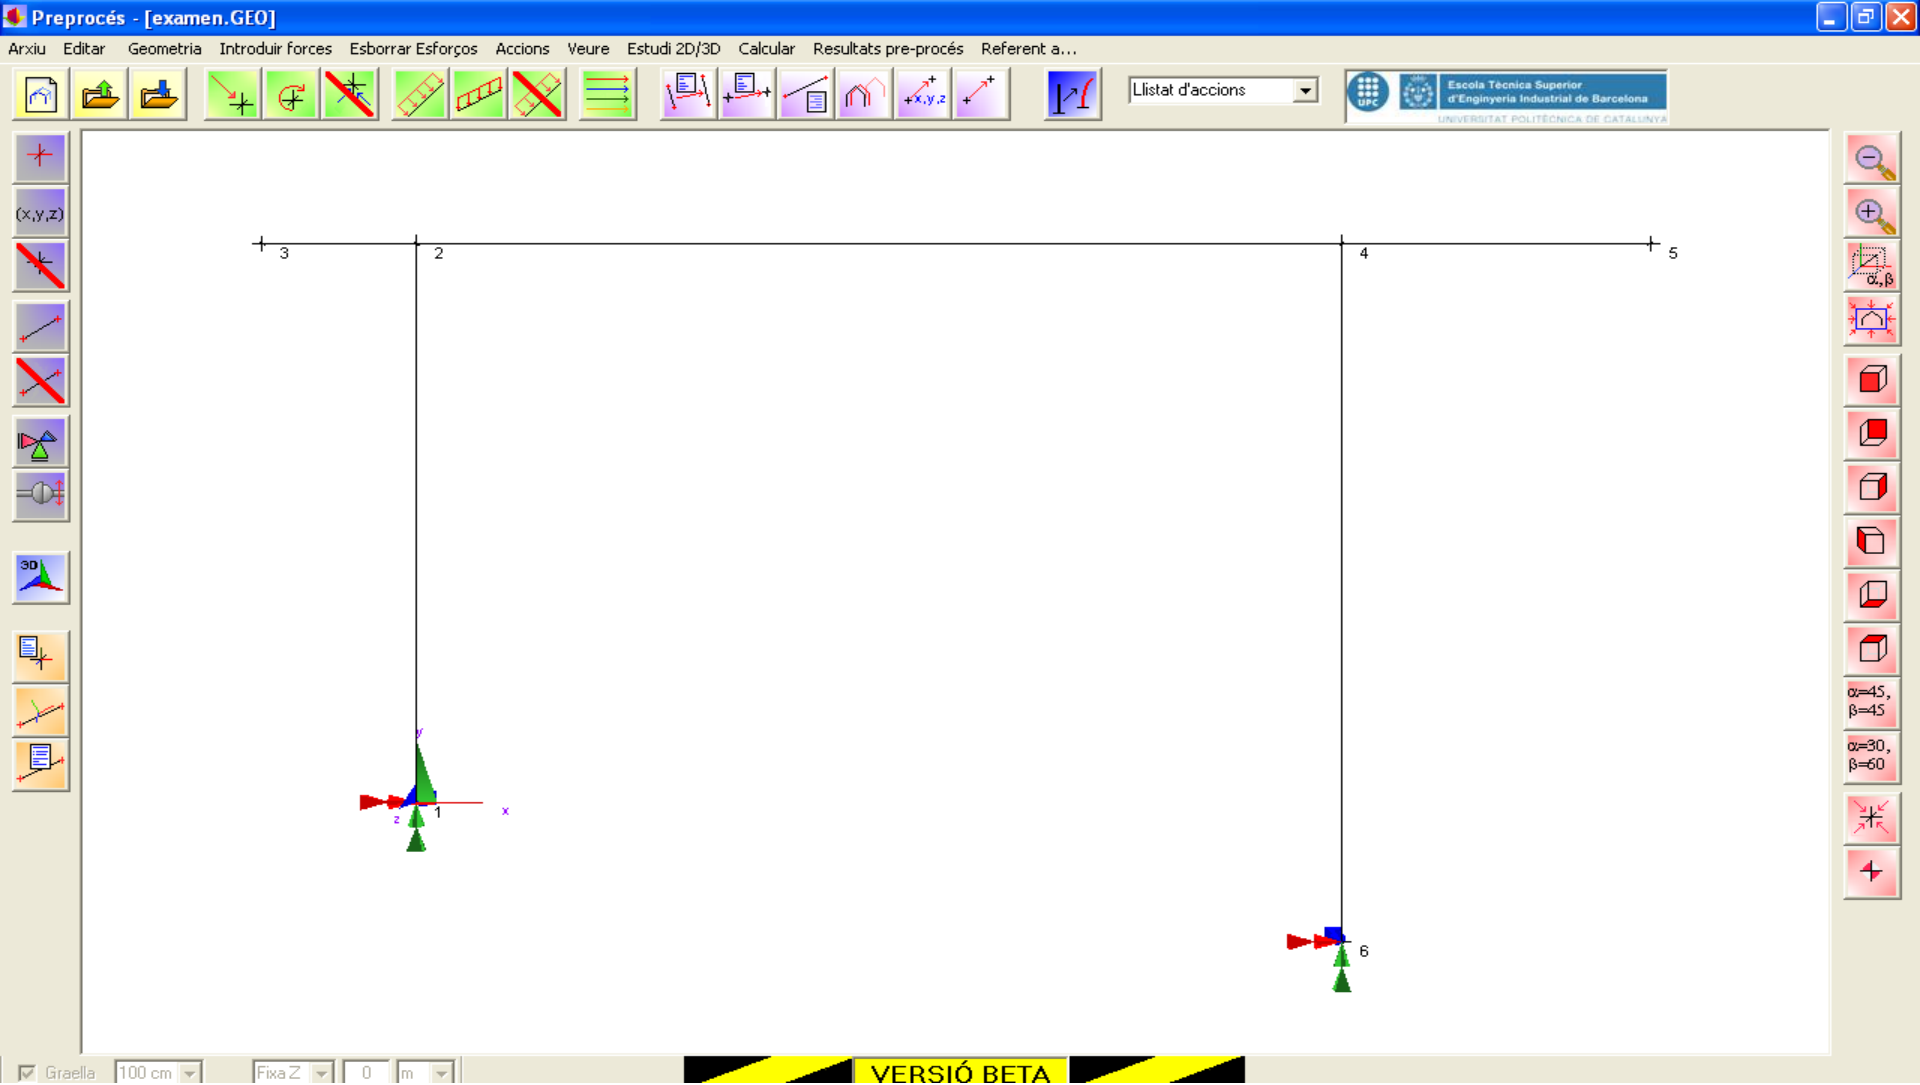 Preprocés - [examen.GEO]
Arxiu Editar Geometria Introduir forces Esborrar Esforços Accions Veure Estudi 2D/3D Calcular Resultats pre-procés Referent a...
+x,y,z
Llistat d'accions
UPC
Escola Tècnica Superior
d'Enginyeria Industrial de Barcelona
UNIVERSITAT POLITÈCNICA DE CATALUNYA
(x,y,z)
3D
3
2
4
5
y
x
z
1
6
α,β
α=45,
β=45
α=30,
β=60
Graella 100 cm Fixa Z 0 m
VERSIÓ BETA